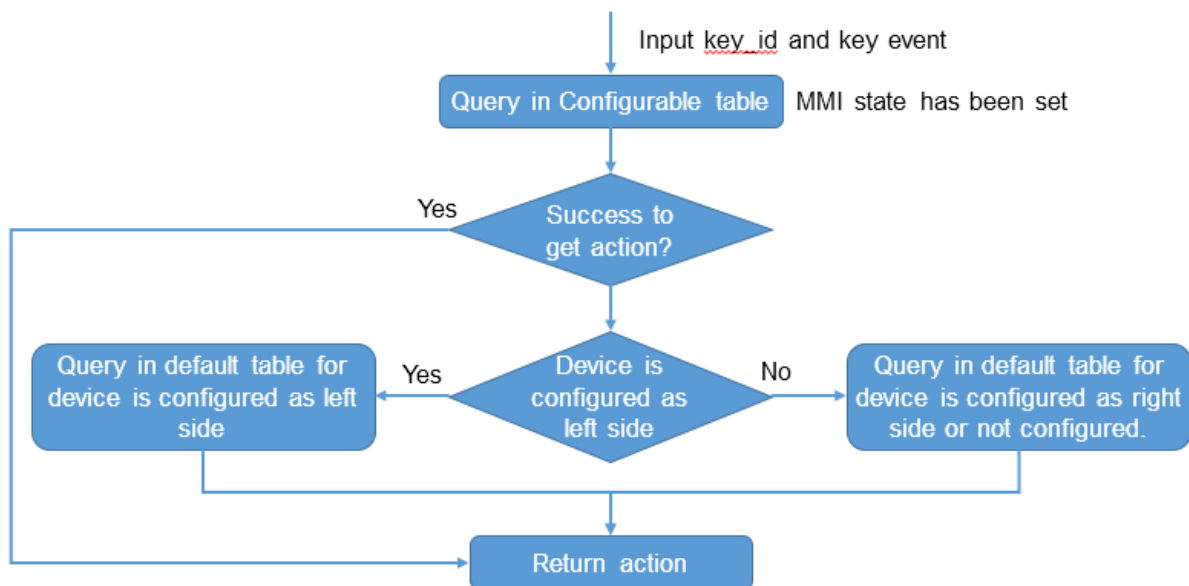 Input key_id and key event
Query in Configurable table
MMI state has been set
Yes
Success to
get action?
Query in default table for
device is configured as left
side
Yes
Device is
configured as
left side
No
Query in default table for
device is configured as right
side or not configured.
Return action